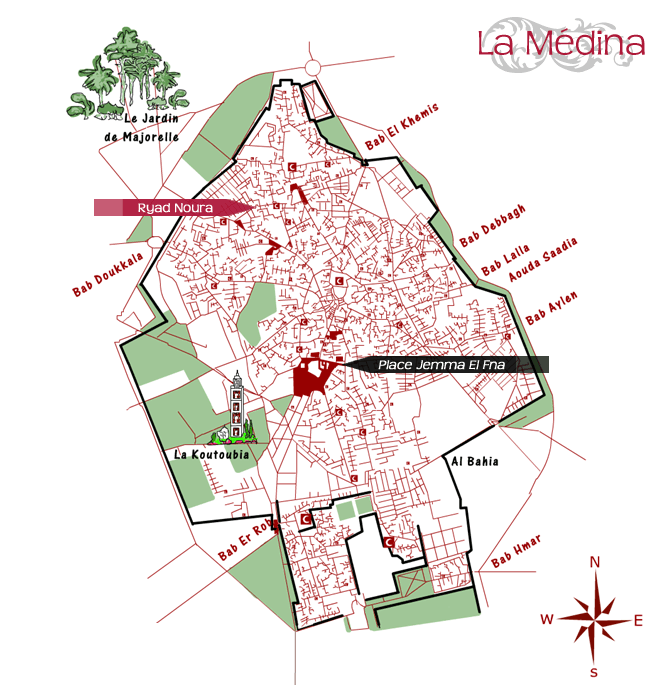 La Médina
Le Jardin
de Majorelle
Bab El Khemis
Ryad Noura
Bab Debbagh
Bab Lalla
Aouda Saadia
Bab Doukkala
Bab Aylen
Place Jemma El Fna
La Koutoubia
Al Bahia
Bab Er Rob
Bab Hmar
N
W
E
S
C
C
C
C